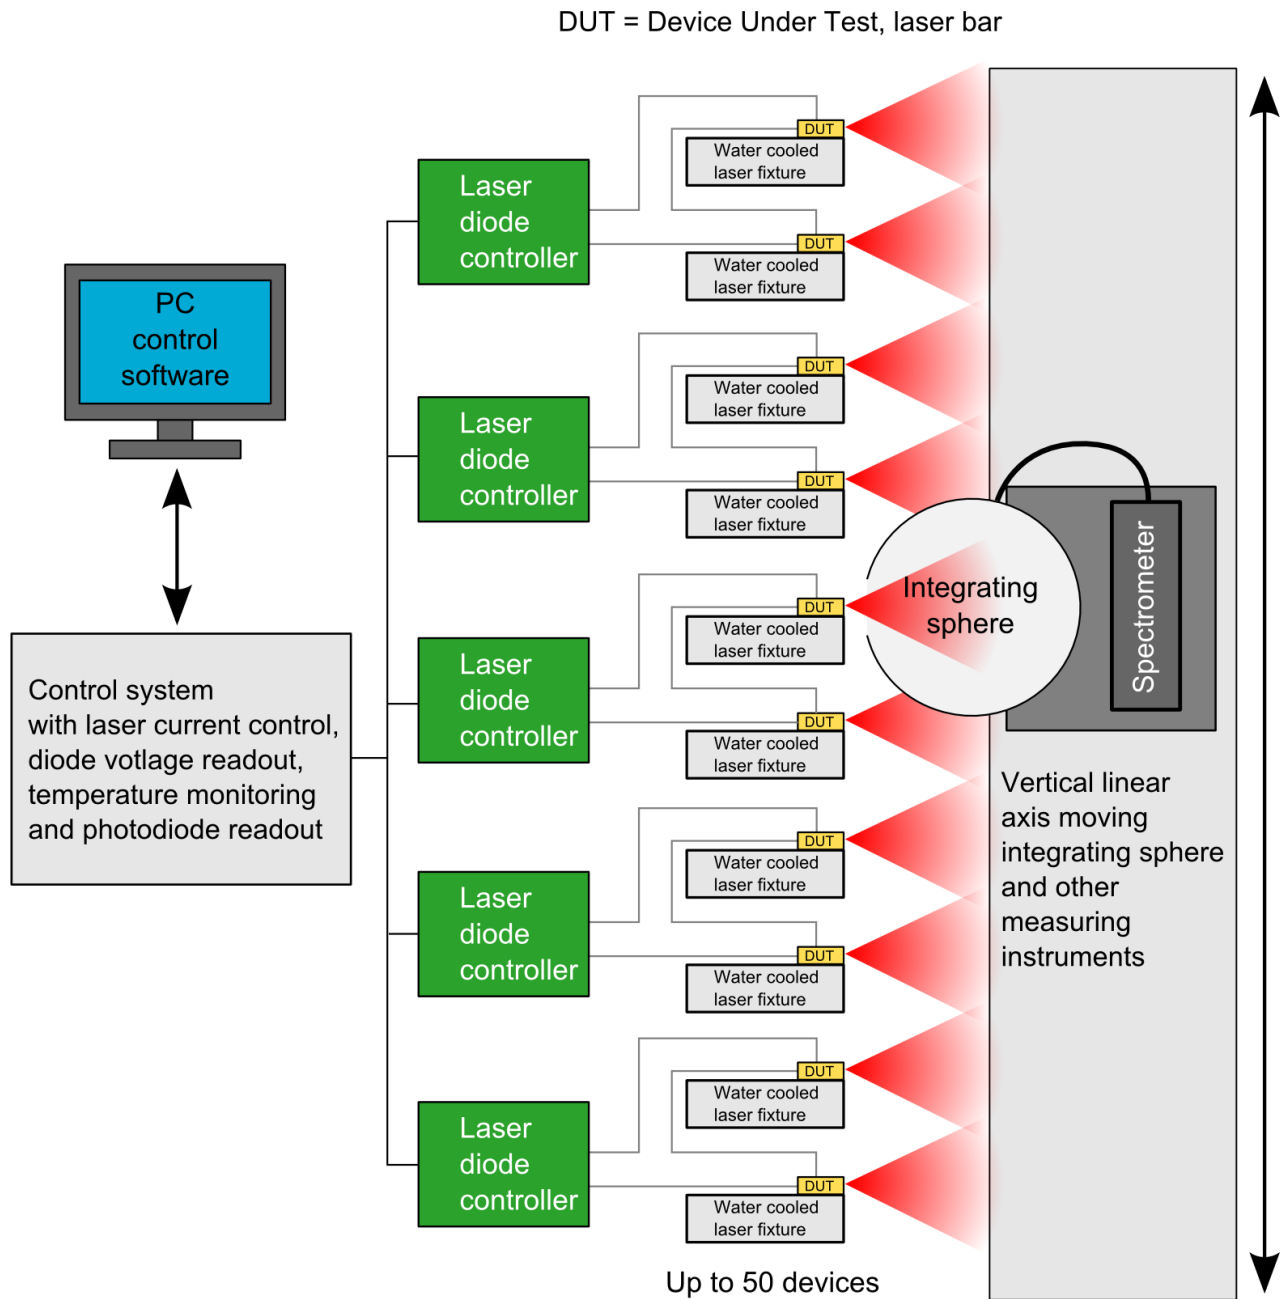 DUT = Device Under Test, laser bar
PC
control
software
Control system
with laser current control,
diode votlage readout,
temperature monitoring
and photodiode readout
Laser
diode
controller
DUT
Water cooled
laser fixture
DUT
Water cooled
laser fixture
Laser
diode
controller
DUT
Water cooled
laser fixture
DUT
Water cooled
laser fixture
Laser
diode
controller
DUT
Water cooled
laser fixture
DUT
Water cooled
laser fixture
Laser
diode
controller
DUT
Water cooled
laser fixture
DUT
Water cooled
laser fixture
Laser
diode
controller
DUT
Water cooled
laser fixture
DUT
Water cooled
laser fixture
Integrating
sphere
Spectrometer
Vertical linear
axis moving
integrating sphere
and other
measuring
instruments
Up to 50 devices